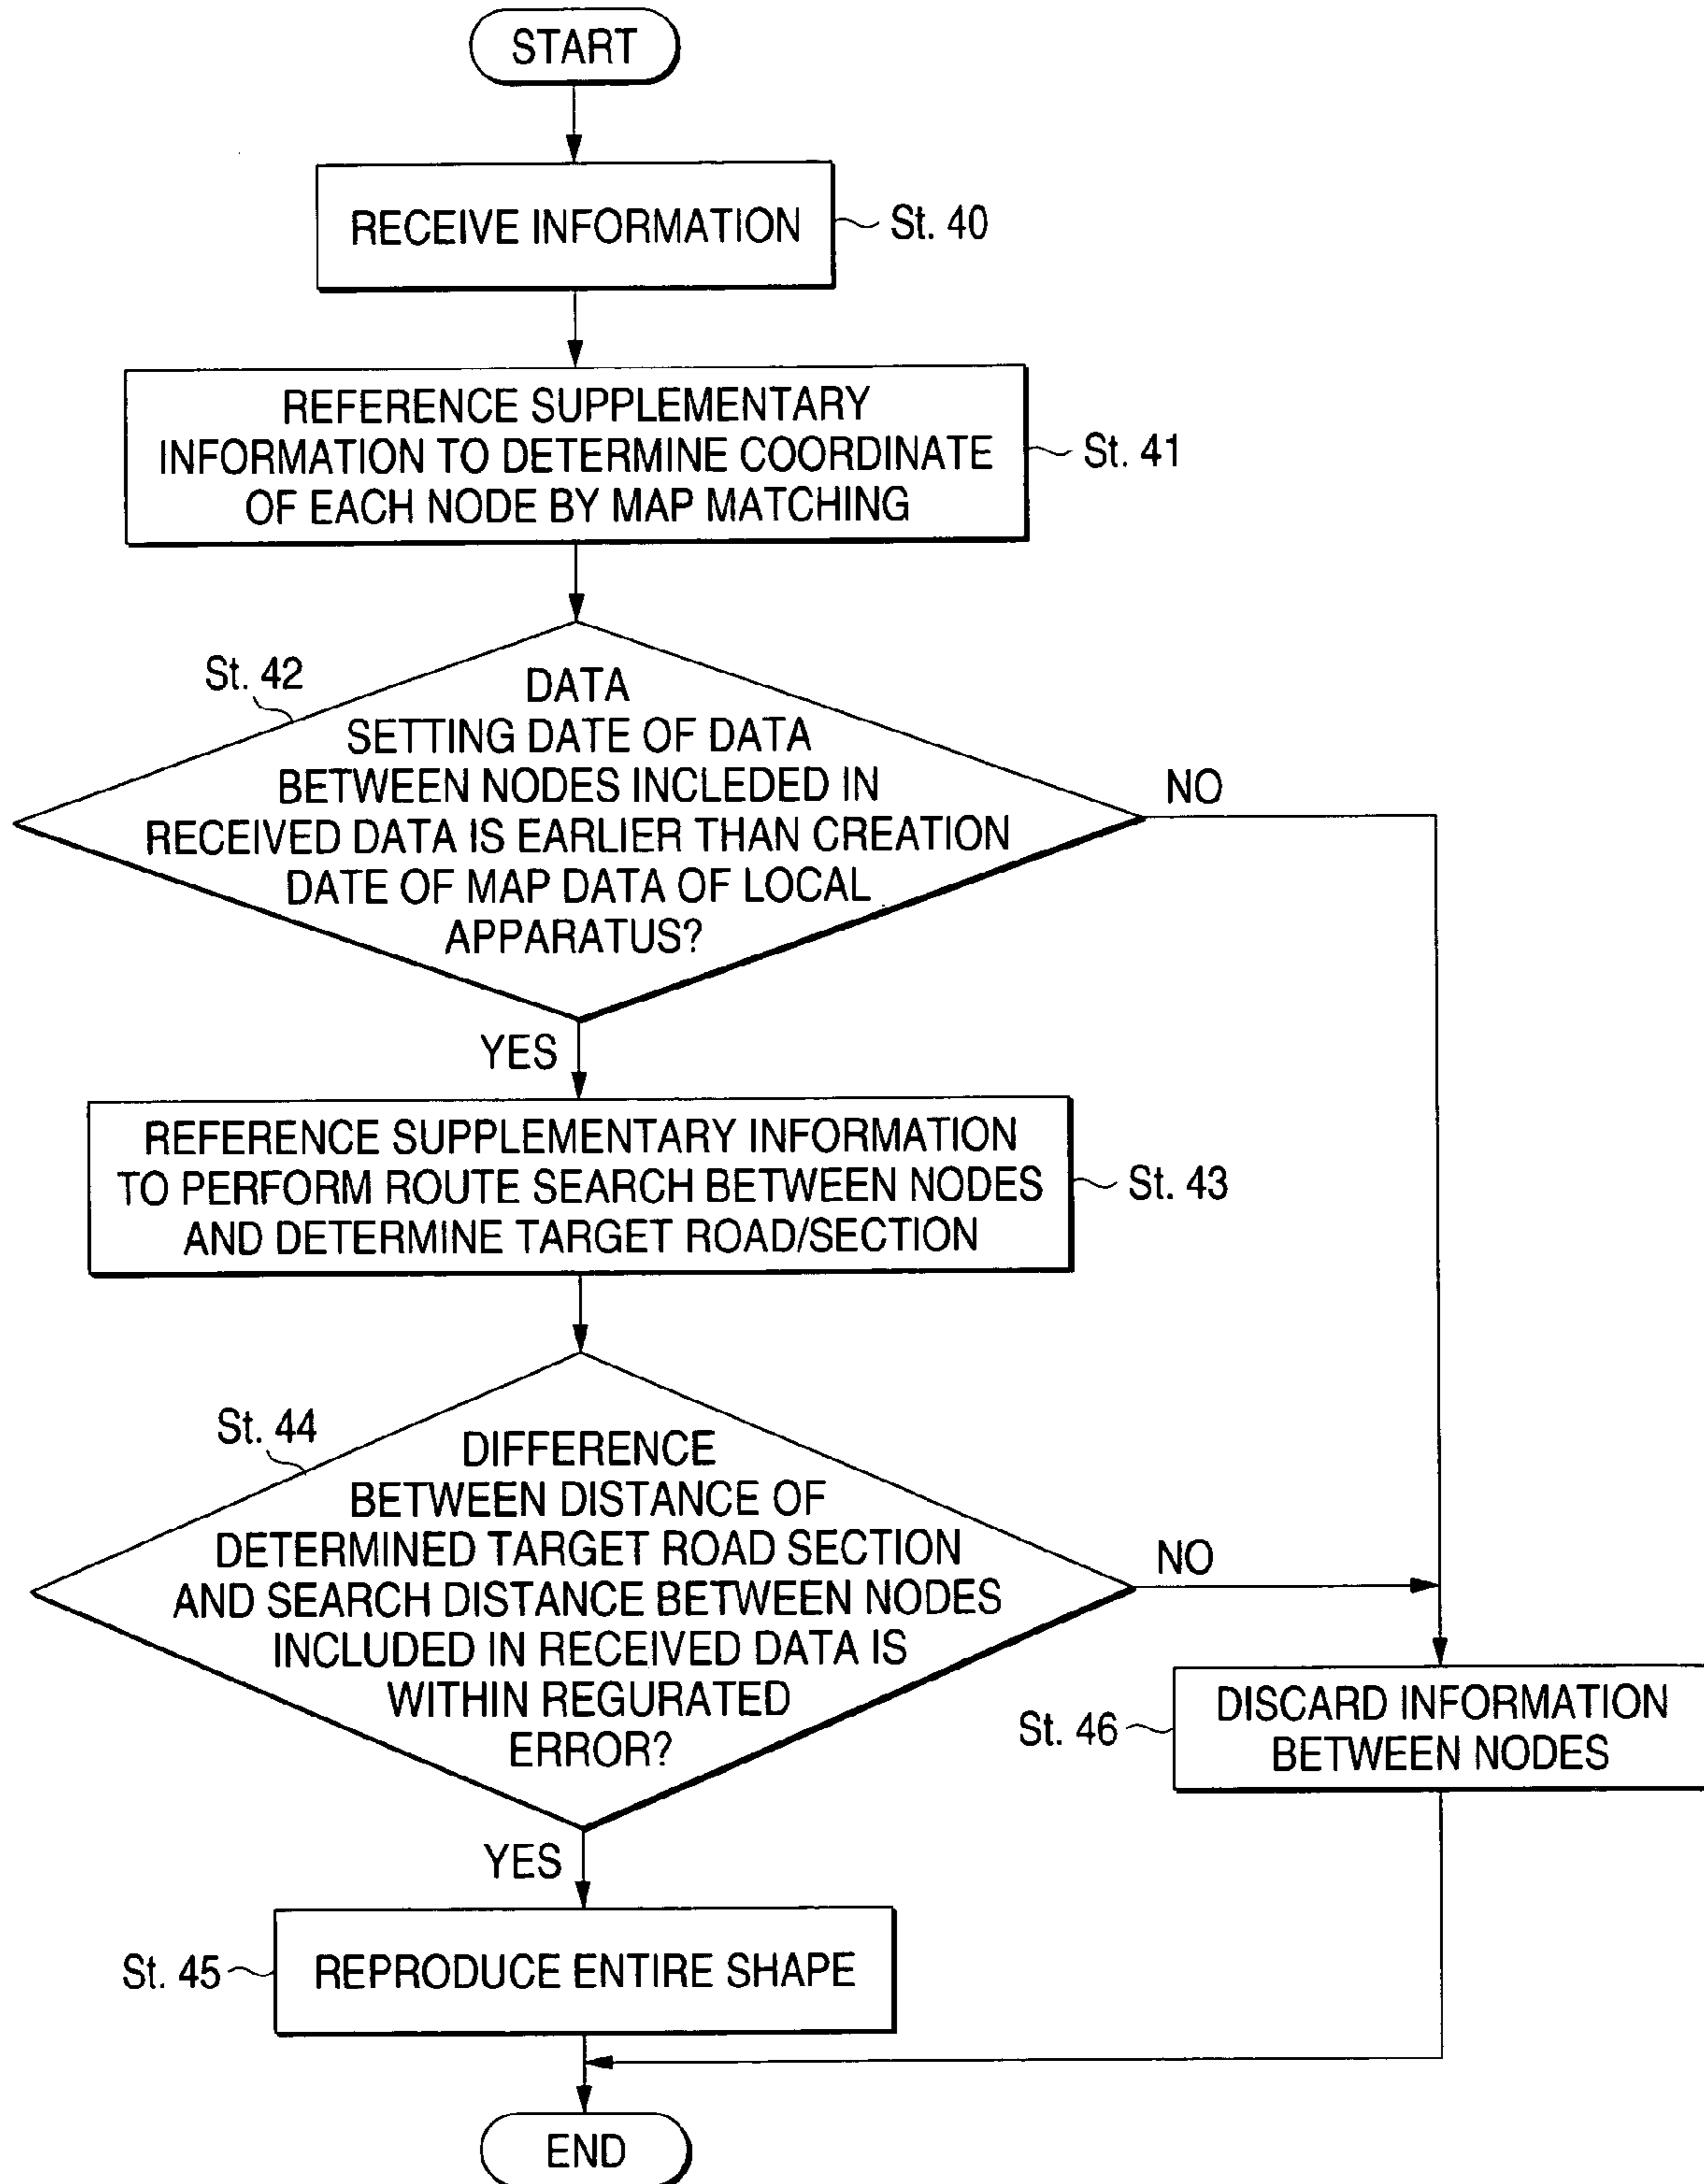 START
RECEIVE INFORMATION
St. 40
REFERENCE SUPPLEMENTARY
INFORMATION TO DETERMINE COORDINATE
OF EACH NODE BY MAP MATCHING
St. 41
St. 42
DATA
SETTING DATE OF DATA
BETWEEN NODES INCLEDED IN
RECEIVED DATA IS EARLIER THAN CREATION
DATE OF MAP DATA OF LOCAL
APPARATUS?
NO
YES
REFERENCE SUPPLEMENTARY INFORMATION
TO PERFORM ROUTE SEARCH BETWEEN NODES
AND DETERMINE TARGET ROAD/SECTION
St. 43
St. 44
DIFFERENCE
BETWEEN DISTANCE OF
DETERMINED TARGET ROAD SECTION
AND SEARCH DISTANCE BETWEEN NODES
INCLUDED IN RECEIVED DATA IS
WITHIN REGURATED
ERROR?
NO
St. 46
DISCARD INFORMATION
BETWEEN NODES
YES
St. 45
REPRODUCE ENTIRE SHAPE
END